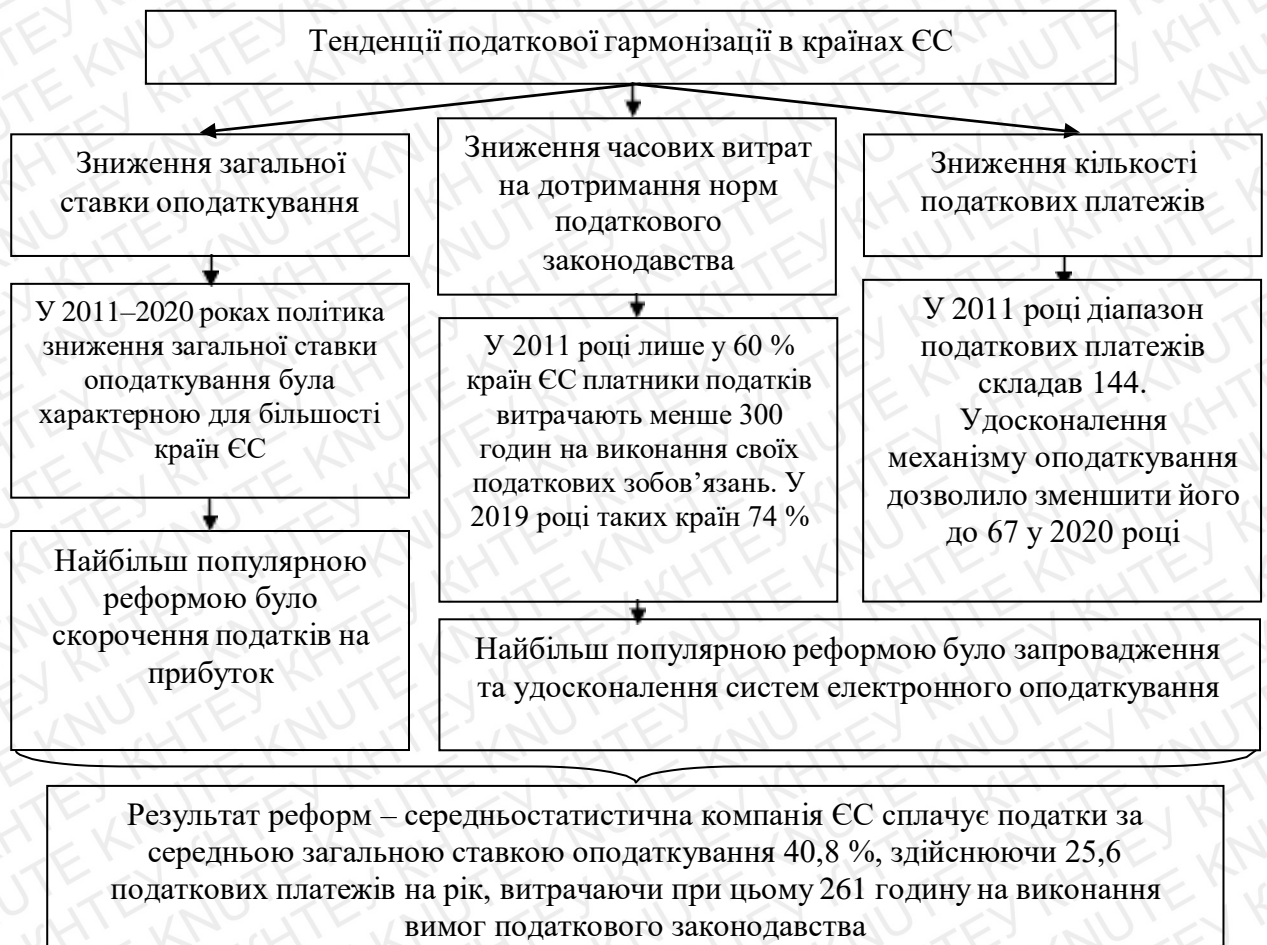 Тенденції податкової гармонізації в країнах ЄС
Зниження загальної
ставки оподаткування
Зниження часових витрат
на дотримання норм
податкового
законодавства
Зниження кількості
податкових платежів
У 2011–2020 роках політика
зниження загальної ставки
оподаткування була
характерною для більшості
країн ЄС
У 2011 році лише у 60 %
країн ЄС платники податків
витрачають менше 300
годин на виконання своїх
податкових зобов’язань. У
2019 році таких країн 74 %
У 2011 році діапазон
податкових платежів
складав 144.
Удосконалення
механізму оподаткування
дозволило зменшити його
до 67 у 2020 році
Найбільш популярною
реформою було
скорочення податків на
прибуток
Найбільш популярною реформою було запровадження
та удосконалення систем електронного оподаткування
Результат реформ – середньостатистична компанія ЄС сплачує податки за
середньою загальною ставкою оподаткування 40,8 %, здійснюючи 25,6
податкових платежів на рік, витрачаючи при цьому 261 годину на виконання
вимог податкового законодавства